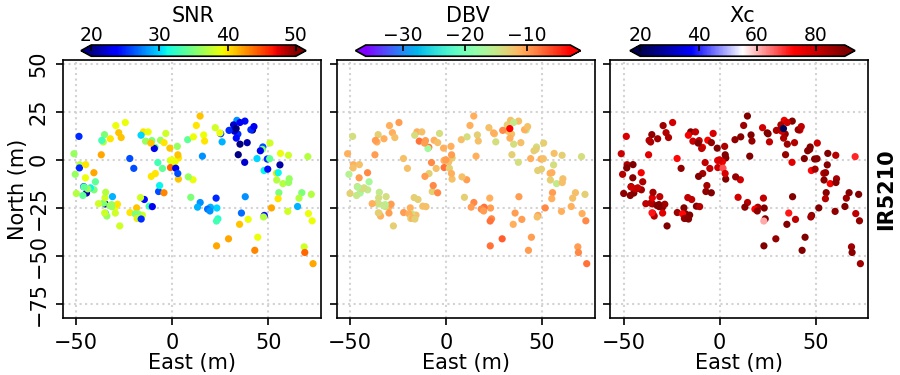 SNR
DBV
Xc
20 30 40 50
−30 −20 −10
20 40 60 80
50
25
0
−25
−50
−75
North (m)
IR5210
−50 0 50
−50 0 50
−50 0 50
East (m)
East (m)
East (m)